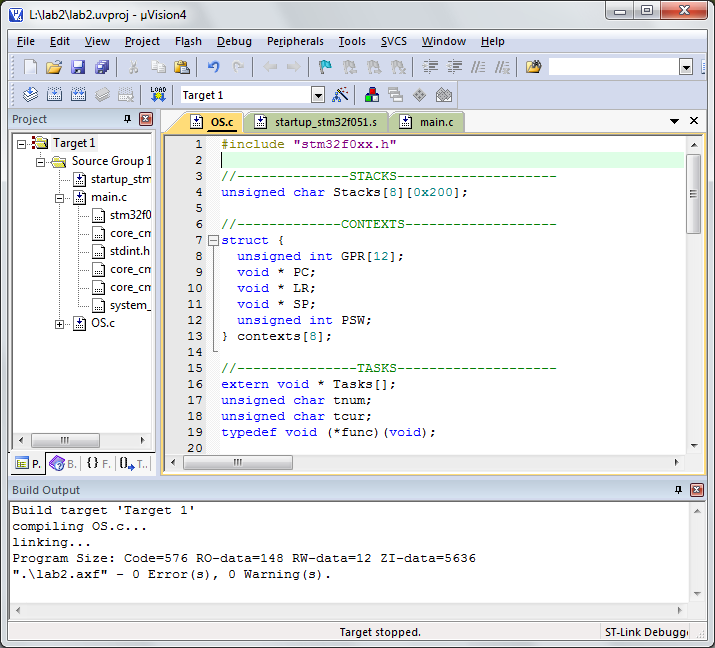 L:\lab2\lab2.uvproj - µVision4
File Edit View Project Flash Debug Peripherals Tools SVCS Window Help
LOAD
Target 1
Project
Target 1
Source Group 1
startup_stm
main.c
stm32f0
core_cm
stdint.h
core_cm
core_cm
system_
OS.c
P. B. {} F. T..
OS.c startup_stm32f051.s main.c
1 #include "stm32f0xx.h"
2
3 //--------------STACKS--------------------
4 unsigned char Stacks[8][0x200];
5
6 //-------------CONTEXTS-------------------
7 struct {
8 unsigned int GPR[12];
9 void * PC;
10 void * LR;
11 void * SP;
12 unsigned int PSW;
13 } contexts[8];
14
15 //---------------TASKS--------------------
16 extern void * Tasks[];
17 unsigned char tnum;
18 unsigned char tcur;
19 typedef void (*func)(void);
20
Build Output
Build target 'Target 1'
compiling OS.c...
linking...
Program Size: Code=576 RO-data=148 RW-data=12 ZI-data=5636
".\lab2.axf" - 0 Error(s), 0 Warning(s).
Target stopped. ST-Link Debugg